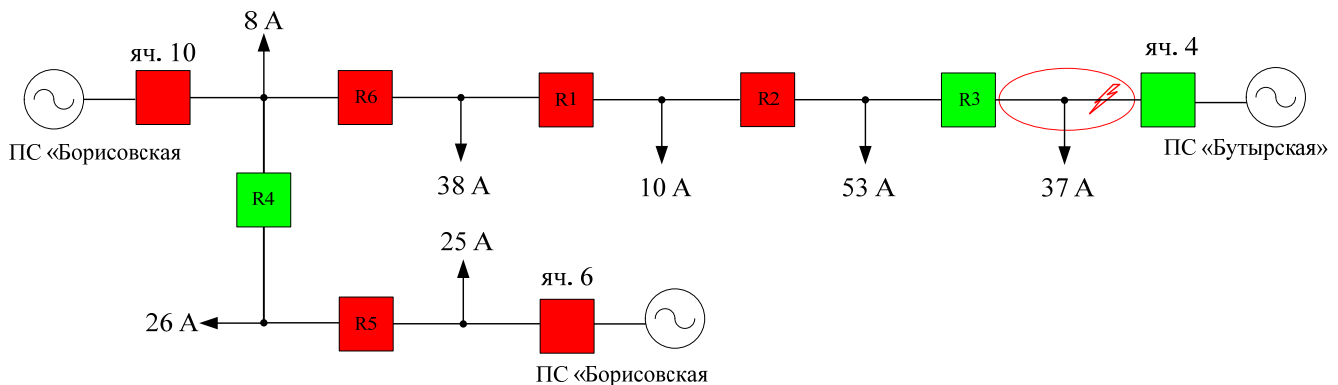 8 А
яч. 10
яч. 4
R6
R1
R2
R3
ПС «Борисовская
ПС «Бутырская»
38 А
10 А
53 А
37 А
R4
25 А
яч. 6
26 А
R5
ПС «Борисовская